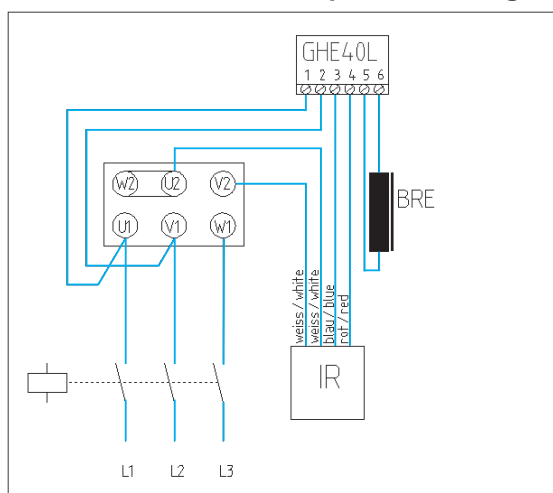 GHE40L
1 2 3 4 5 6
W2 U2 V2
U1 V1 W1
BRE
weiss/white
weiss/white
blau/blue
rot/red
IR
L1 L2 L3